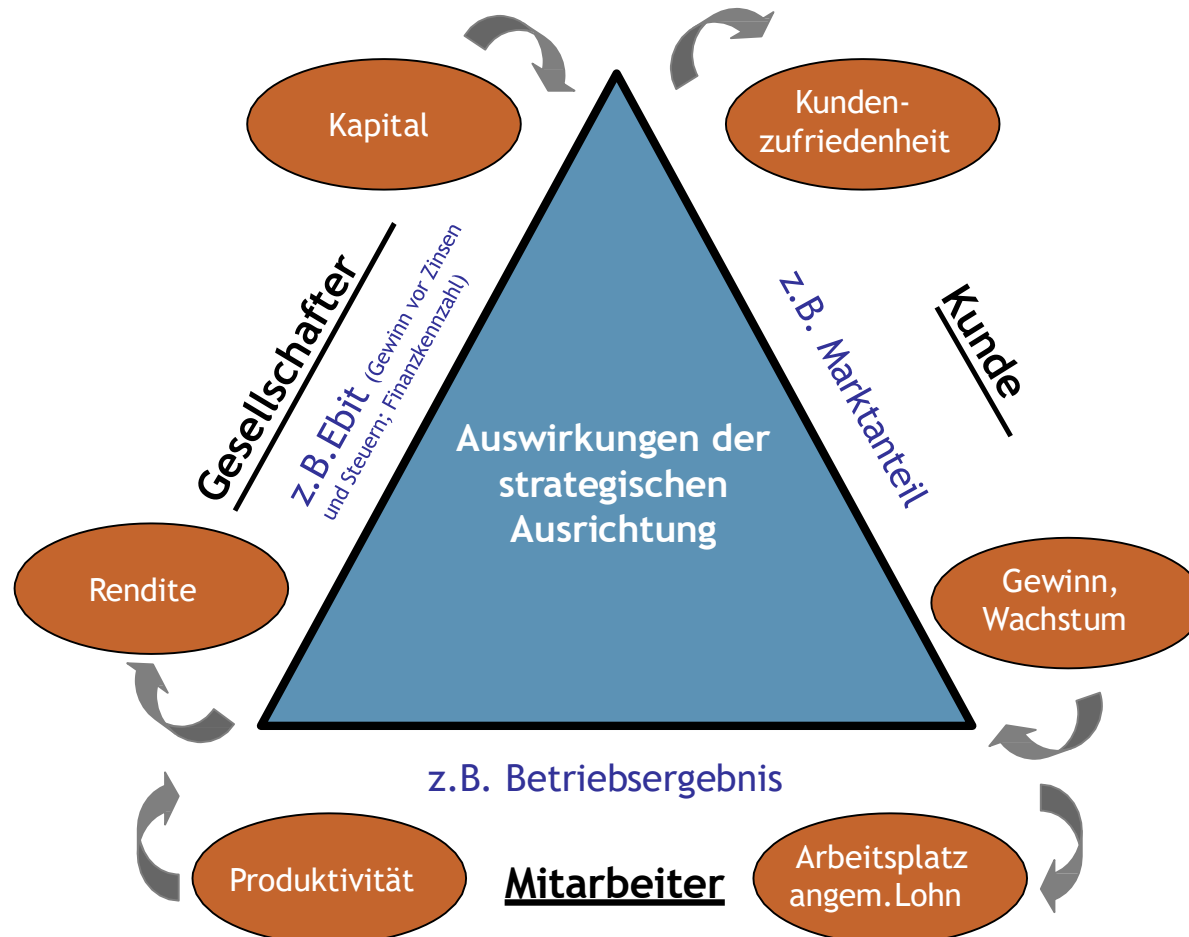 Kapital
Kunden-
zufriedenheit
Gesellschafter
z.B.Ebit (Gewinn vor Zinsen
und Steuern; Finanzkennzahl)
z.B. Marktanteil
Kunde
Auswirkungen der
strategischen
Ausrichtung
Rendite
Gewinn,
Wachstum
z.B. Betriebsergebnis
Produktivität
Mitarbeiter
Arbeitsplatz
angem.Lohn